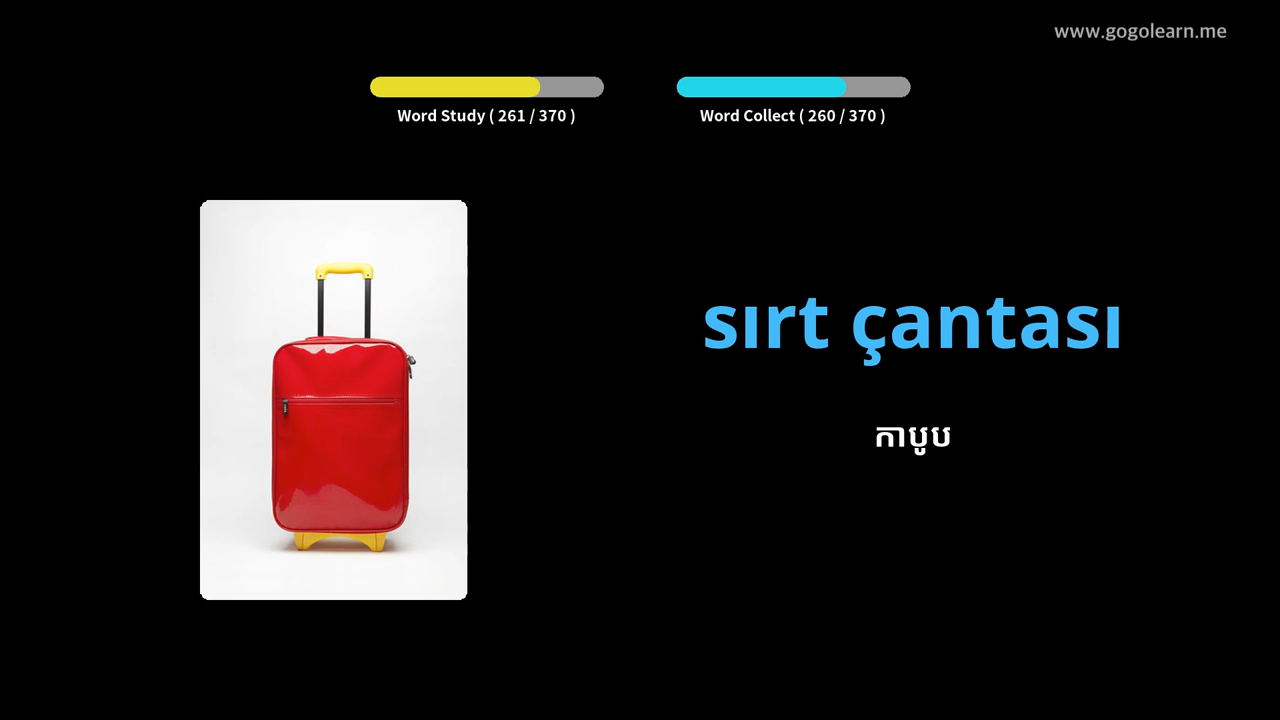 www.gogolearn.me
Word Study ( 261 / 370 )
Word Collect ( 260 / 370 )
sırt çantası
កាបូប